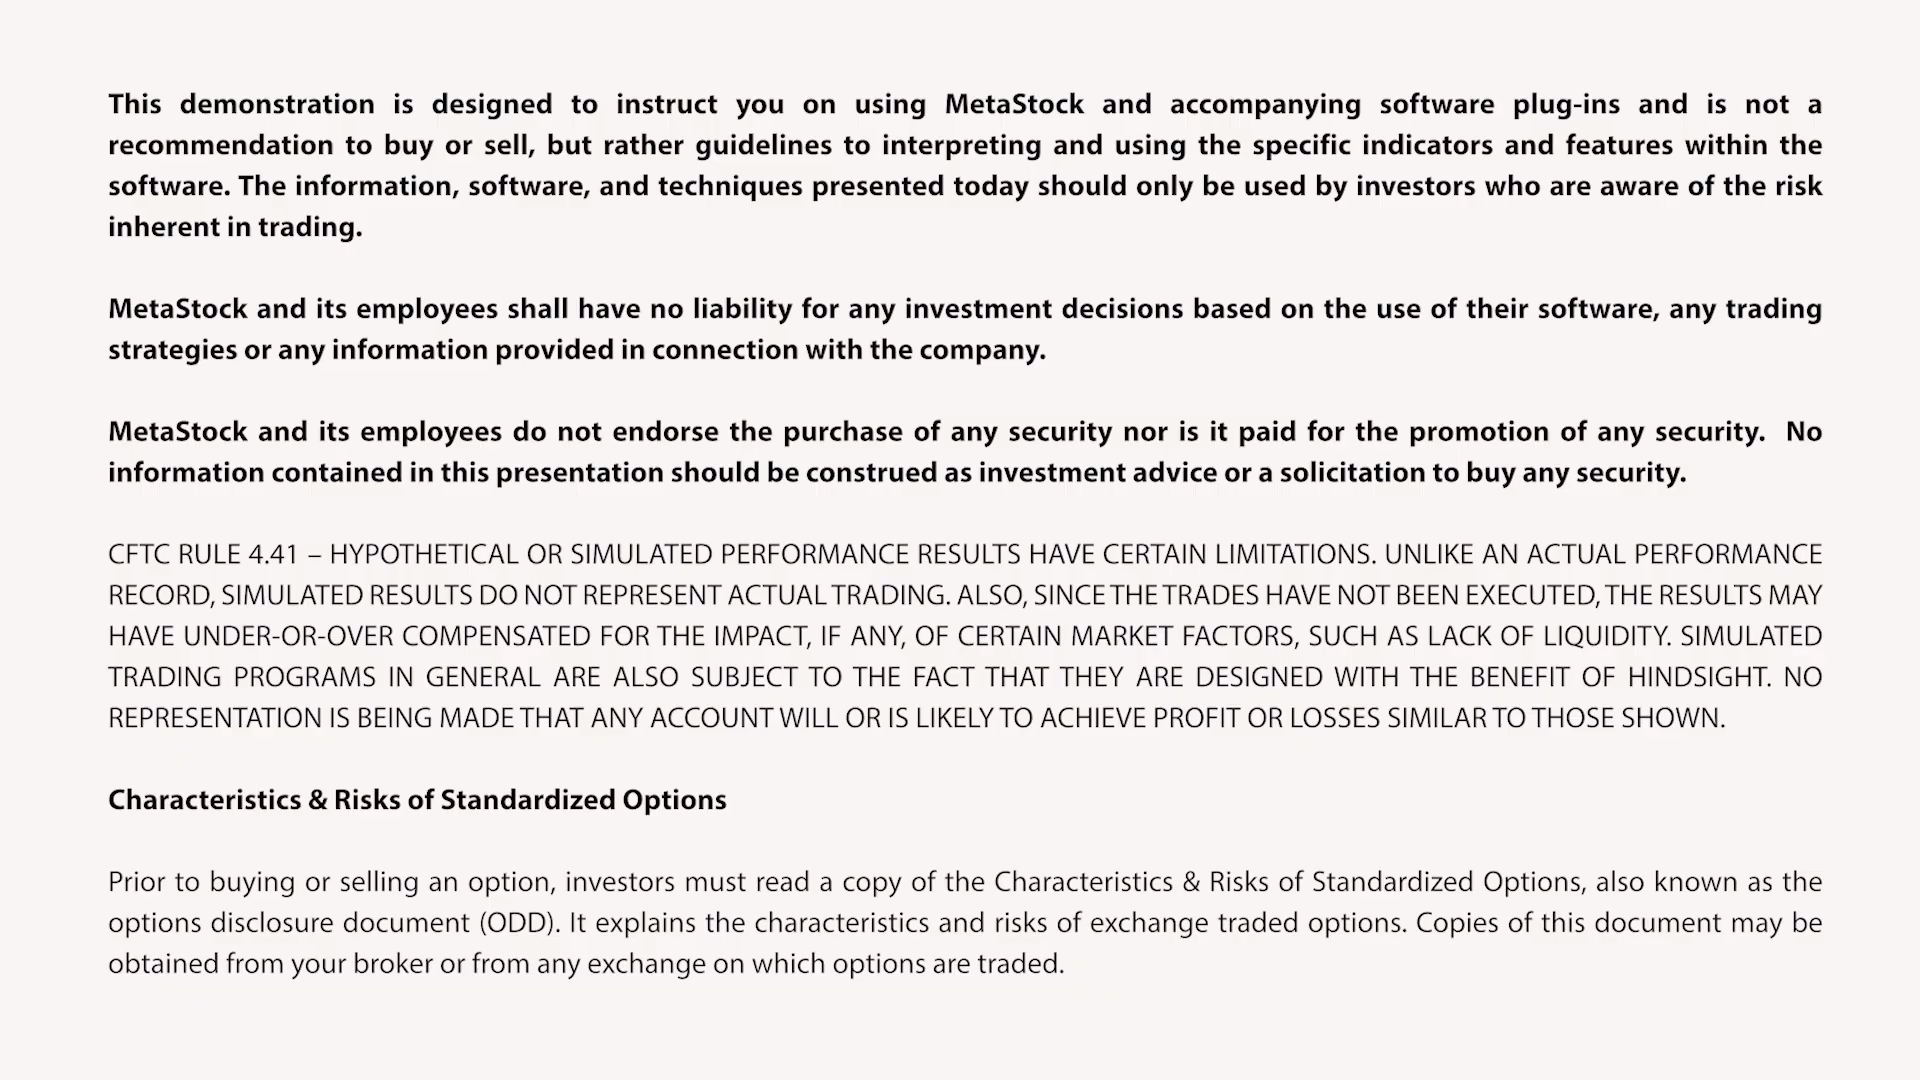 This demonstration is designed to instruct you on using MetaStock and accompanying software plug-ins and is not a
recommendation to buy or sell, but rather guidelines to interpreting and using the specific indicators and features within the
software. The information, software, and techniques presented today should only be used by investors who are aware of the risk
inherent in trading.
MetaStock and its employees shall have no liability for any investment decisions based on the use of their software, any trading
strategies or any information provided in connection with the company.
MetaStock and its employees do not endorse the purchase of any security nor is it paid for the promotion of any security.  No
information contained in this presentation should be construed as investment advice or a solicitation to buy any security.
CFTC RULE 4.41 – HYPOTHETICAL OR SIMULATED PERFORMANCE RESULTS HAVE CERTAIN LIMITATIONS. UNLIKE AN ACTUAL PERFORMANCE
RECORD, SIMULATED RESULTS DO NOT REPRESENT ACTUAL TRADING. ALSO, SINCE THE TRADES HAVE NOT BEEN EXECUTED, THE RESULTS MAY
HAVE UNDER-OR-OVER COMPENSATED FOR THE IMPACT, IF ANY, OF CERTAIN MARKET FACTORS, SUCH AS LACK OF LIQUIDITY. SIMULATED
TRADING PROGRAMS IN GENERAL ARE ALSO SUBJECT TO THE FACT THAT THEY ARE DESIGNED WITH THE BENEFIT OF HINDSIGHT. NO
REPRESENTATION IS BEING MADE THAT ANY ACCOUNT WILL OR IS LIKELY TO ACHIEVE PROFIT OR LOSSES SIMILAR TO THOSE SHOWN.
Characteristics & Risks of Standardized Options
Prior to buying or selling an option, investors must read a copy of the Characteristics & Risks of Standardized Options, also known as the
options disclosure document (ODD). It explains the characteristics and risks of exchange traded options. Copies of this document may be
obtained from your broker or from any exchange on which options are traded.